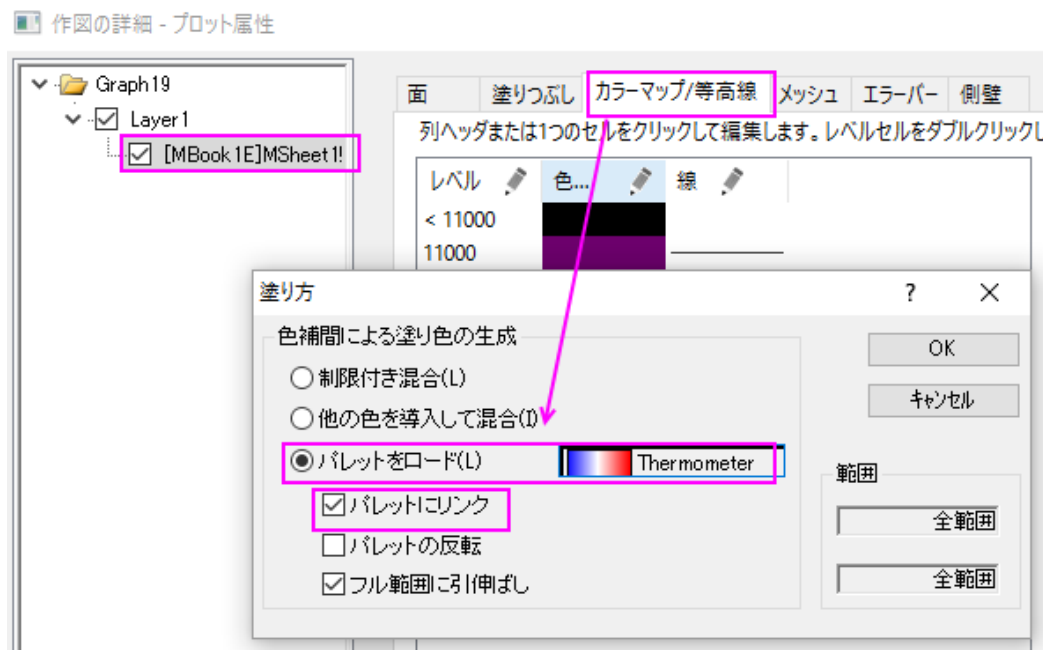 作図の詳細 - プロット属性
Graph19
Layer1
[MBook1E]MSheet1!
面 塗りつぶし カラーマップ/等高線 メッシュ エラーバー 側壁
列ヘッダまたは1つのセルをクリックして編集します。レベルセルをダブルクリック
レベル 色... 線
< 11000
11000
塗り方 ? ×
色補間による塗り色の生成
制限付き混合(L)
他の色を導入して混合(I)
パレットをロード(L) Thermometer
パレットにリンク
パレットの反転
フル範囲に引伸ばし
OK
キャンセル
範囲
全範囲
全範囲